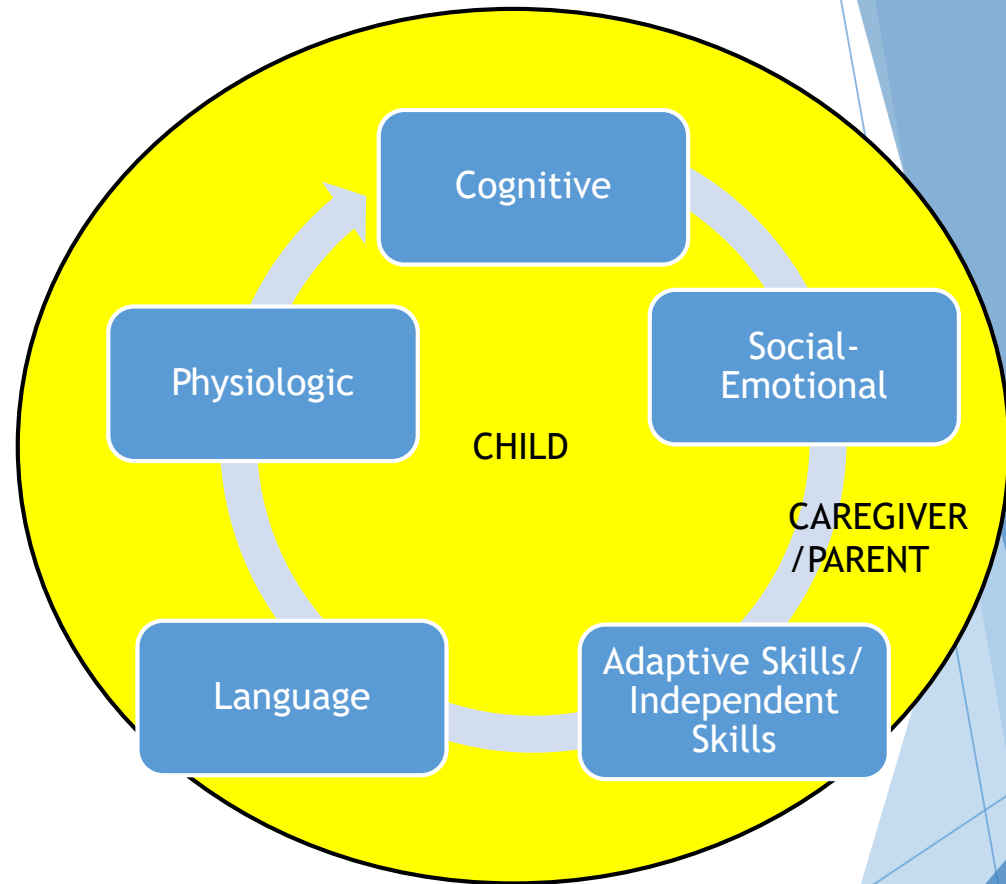 Cognitive
Social-
Emotional
Physiologic
CHILD
CAREGIVER
/PARENT
Language
Adaptive Skills/
Independent
Skills